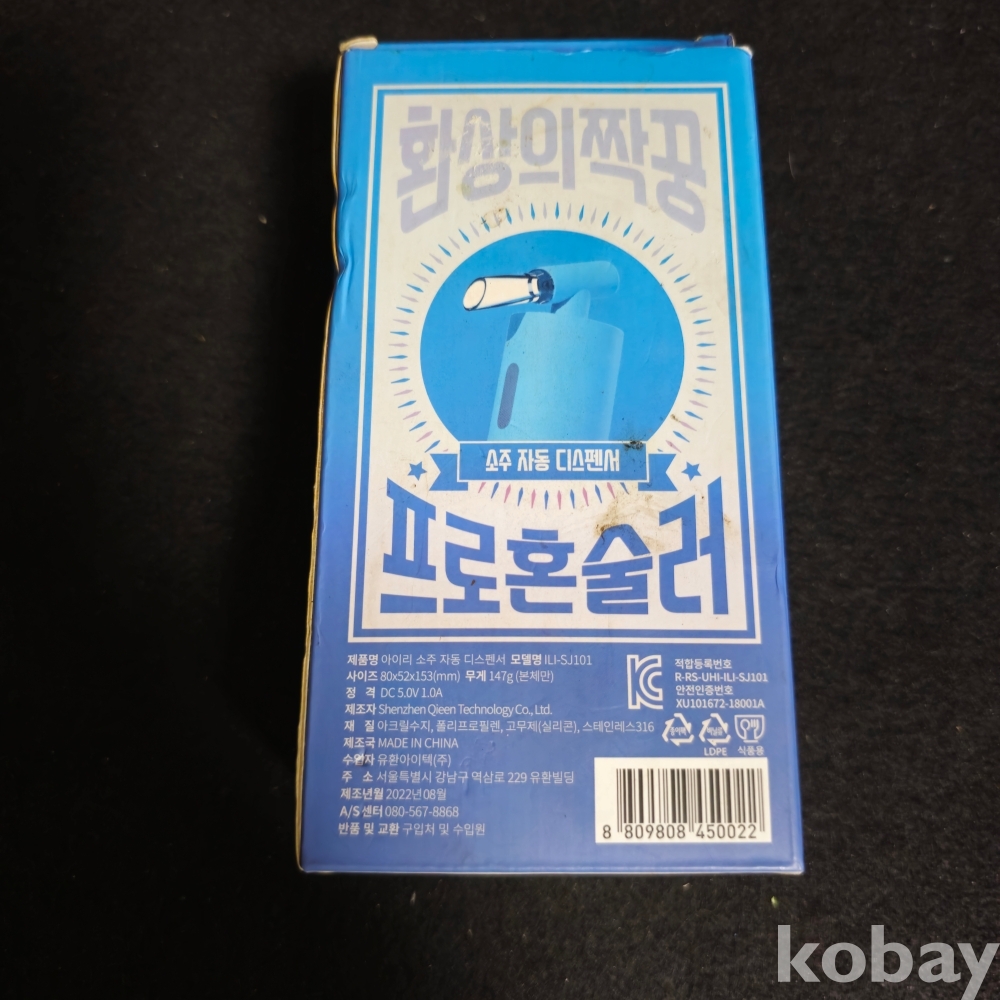 환상의짝꿍
소주 자동 디스펜서
프로혼술러
제품명 아이리 소주 자동 디스펜서 모델명 ILI-SJ101
사이즈 80x52x153(mm) 무게 147g (본체만)
정 격 DC 5.0V 1.0A
제조자 Shenzhen Qieen Technology Co., Ltd.
재 질 아크릴수지, 폴리프로필렌, 고무제(실리콘), 스테인레스316
제조국 MADE IN CHINA
수입자 유환아이텍(주)
주 소 서울특별시 강남구 역삼로 229 유환빌딩
제조년월 2022년 08월
A/S센터 080-567-8868
반품 및 교환 구입처 및 수입원
적합등록번호
R-RS-UHI-ILI-SJ101
안전인증번호
XU101672-18001A
종이팩 비닐류
LDPE 식품용
8 809808 450022
kobay